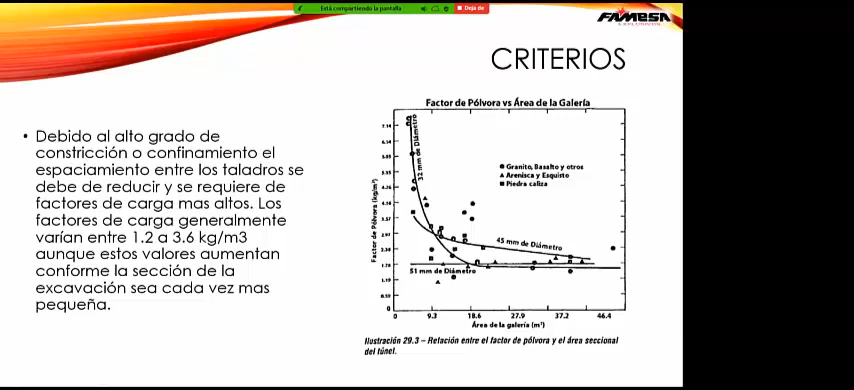 Está compartiendo la pantalla
Deja de
FAMESA
EXPLOSIVOS
CRITERIOS
• Debido al alto grado de
constricción o confinamiento el
espaciamiento entre los taladros se
debe de reducir y se requiere de
factores de carga mas altos. Los
factores de carga generalmente
varían entre 1.2 a 3.6 kg/m3
aunque estos valores aumentan
conforme la sección de la
excavación sea cada vez mas
pequeña.
Factor de Pólvora vs Área de la Galería
Factor de Pólvora (kg/m³)
7.14
6.54
5.95
5.35
4.76
4.16
3.57
2.97
2.38
1.78
1.19
0.59
0
32 mm de Diámetro
Granito, Basalto y otros
Arenisca y Esquisto
Piedra caliza
45 mm de Diámetro
51 mm de Diámetro
0 9.3 18.6 27.9 37.2 46.4
Área de la galería (m²)
Ilustración 29.3 – Relación entre el factor de pólvora y el área seccional
del túnel.